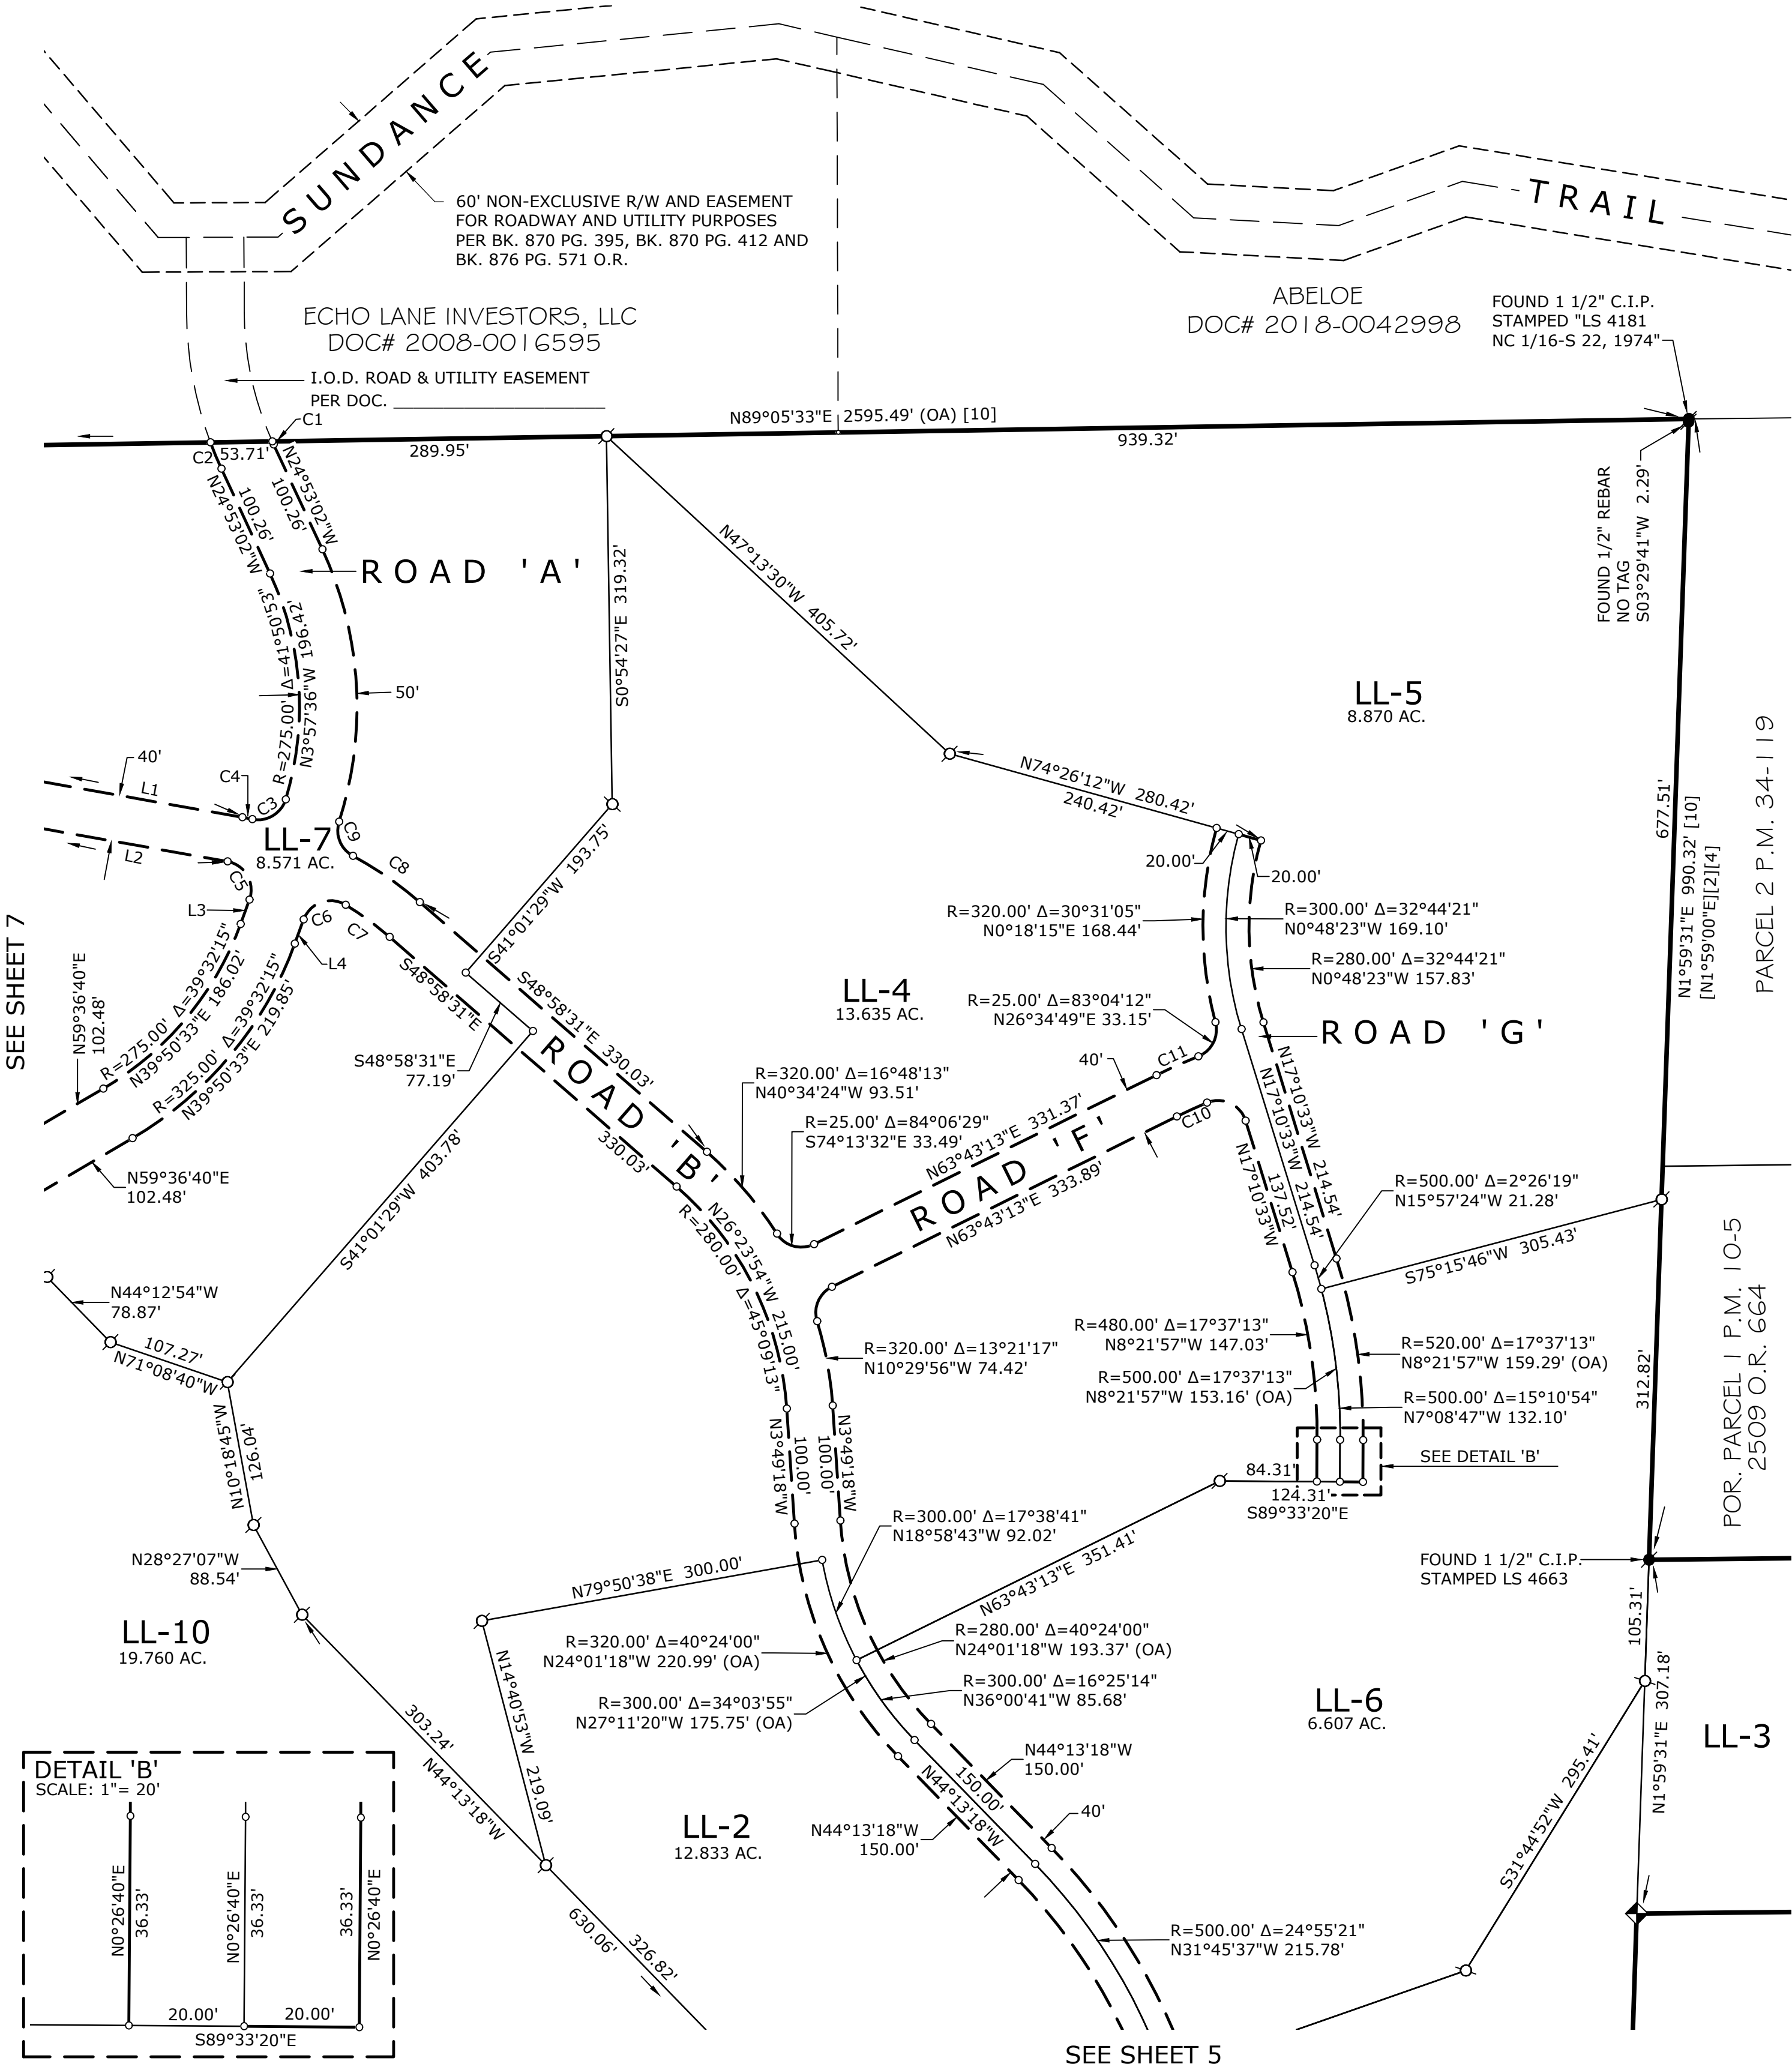 SUNDANCE
TRAIL
60' NON-EXCLUSIVE R/W AND EASEMENT
FOR ROADWAY AND UTILITY PURPOSES
PER BK. 870 PG. 395, BK. 870 PG. 412 AND
BK. 876 PG. 571 O.R.
ECHO LANE INVESTORS, LLC
DOC# 2008-0016595
ABELOE
DOC# 2018-0042998
FOUND 1 1/2" C.I.P.
STAMPED "LS 4181
NC 1/16-S 22, 1974"
I.O.D. ROAD & UTILITY EASEMENT
PER DOC.
C1
N89°05'33"E 2595.49' (OA) [10]
C2
53.71'
289.95'
939.32'
N24°53'02"W
100.26'
N24°53'02"W
100.26'
ROAD 'A'
FOUND 1/2" REBAR
NO TAG
S03°29'41"W 2.29'
S0°54'27"E 319.32'
N47°13'30"W 405.72'
R=275.00' Δ=41°50'53"
N3°57'36"W 196.42'
50'
LL-5
8.870 AC.
40'
L1
C4
C3
L2
LL-7
8.571 AC.
C9
C8
C5
L3
C6
C7
L4
S41°01'29"W 193.75'
N74°26'12"W 280.42'
240.42'
20.00'
20.00'
677.51'
N1°59'31"E 990.32' [10]
[N1°59'00"E][2][4]
PARCEL 2 P.M. 34-119
R=320.00' Δ=30°31'05"
N0°18'15"E 168.44'
R=300.00' Δ=32°44'21"
N0°48'23"W 169.10'
R=280.00' Δ=32°44'21"
N0°48'23"W 157.83'
SEE SHEET 7
N59°36'40"E
102.48'
R=275.00' Δ=39°32'15"
N39°50'33"E 186.02'
R=325.00' Δ=39°32'15"
N39°50'33"E 219.85'
N59°36'40"E
102.48'
S48°58'31"E
S48°58'31"E 330.03'
330.03'
S48°58'31"E
77.19'
ROAD 'B'
LL-4
13.635 AC.
R=25.00' Δ=83°04'12"
N26°34'49"E 33.15'
ROAD 'G'
40'
C11
C10
R=320.00' Δ=16°48'13"
N40°34'24"W 93.51'
R=25.00' Δ=84°06'29"
S74°13'32"E 33.49'
N63°43'13"E 331.37'
ROAD 'F'
N63°43'13"E 333.89'
N17°10'33"W 214.54'
N17°10'33"W 214.54'
N17°10'33"W
137.52'
R=500.00' Δ=2°26'19"
N15°57'24"W 21.28'
S75°15'46"W 305.43'
S41°01'29"W 403.78'
N26°23'54"W 215.00'
R=280.00' Δ=45°09'13"
N44°12'54"W
78.87'
107.27'
N71°08'40"W
N10°18'45"W
126.04'
R=320.00' Δ=13°21'17"
N10°29'56"W 74.42'
R=480.00' Δ=17°37'13"
N8°21'57"W 147.03'
R=500.00' Δ=17°37'13"
N8°21'57"W 153.16' (OA)
R=520.00' Δ=17°37'13"
N8°21'57"W 159.29' (OA)
R=500.00' Δ=15°10'54"
N7°08'47"W 132.10'
312.82'
POR. PARCEL 1 P.M. 10-5
2509 O.R. 664
N3°49'18"W
100.00'
N3°49'18"W
100.00'
SEE DETAIL 'B'
84.31'
124.31'
S89°33'20"E
R=300.00' Δ=17°38'41"
N18°58'43"W 92.02'
N28°27'07"W
88.54'
N79°50'38"E 300.00'
N63°43'13"E 351.41'
FOUND 1 1/2" C.I.P.
STAMPED LS 4663
LL-10
19.760 AC.
105.31'
N1°59'31"E 307.18'
R=320.00' Δ=40°24'00"
N24°01'18"W 220.99' (OA)
R=280.00' Δ=40°24'00"
N24°01'18"W 193.37' (OA)
R=300.00' Δ=34°03'55"
N27°11'20"W 175.75' (OA)
R=300.00' Δ=16°25'14"
N36°00'41"W 85.68'
N14°40'53"W 219.09'
303.24'
N44°13'18"W
LL-6
6.607 AC.
LL-3
N44°13'18"W
150.00'
150.00'
N44°13'18"W
40'
N44°13'18"W
150.00'
LL-2
12.833 AC.
S31°44'52"W 295.41'
630.06'
326.82'
R=500.00' Δ=24°55'21"
N31°45'37"W 215.78'
DETAIL 'B'
SCALE: 1"= 20'
N0°26'40"E
36.33'
N0°26'40"E
36.33'
36.33'
N0°26'40"E
20.00'
20.00'
S89°33'20"E
SEE SHEET 5